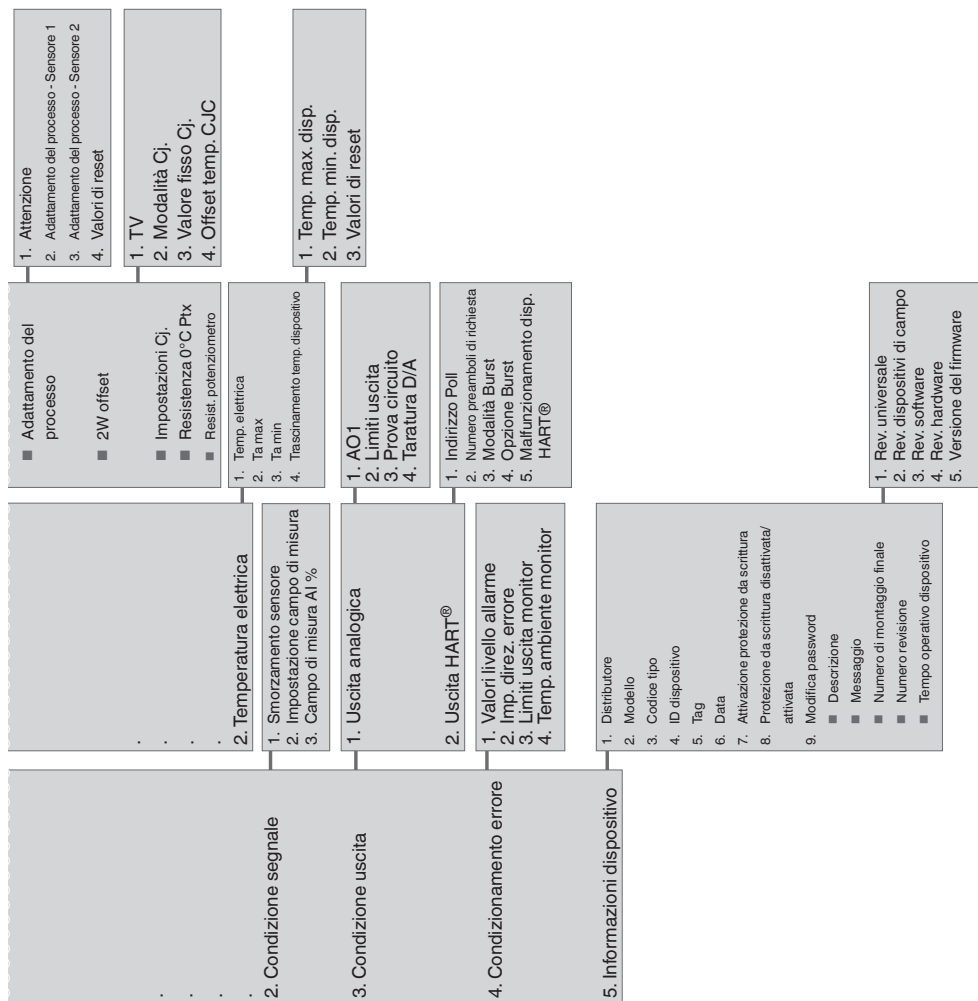 .
.
.
.
2. Condizione segnale
3. Condizione uscita
4. Condizionamento errore
5. Informazioni dispositivo
.
.
.
.
2. Temperatura elettrica
1. Smorzamento sensore
2. Impostazione campo di misura
3. Campo di misura AI %
1. Uscita analogica
2. Uscita HART®
1. Valori livello allarme
2. Imp. direz. errore
3. Limiti uscita monitor
4. Temp. ambiente monitor
1. Distributore
2. Modello
3. Codice tipo
4. ID dispositivo
5. Tag
6. Data
7. Attivazione protezione da scrittura
8. Protezione da scrittura disattivata/
attivata
9. Modifica password
■ Descrizione
■ Messaggio
■ Numero di montaggio finale
■ Numero revisione
■ Tempo operativo dispositivo
■ Adattamento del
processo
■ 2W offset
■ Impostazioni Cj.
■ Resistenza 0°C Ptx
■ Resist. potenziometro
1. Temp. elettrica
2. Ta max
3. Ta min
4. Trascinamento temp. dispositivo
1. AO1
2. Limiti uscita
3. Prova circuito
4. Taratura D/A
1. Indirizzo Poll
2. Numero preamboli di richiesta
3. Modalità Burst
4. Opzione Burst
5. Malfunzionamento disp.
HART®
1. Rev. universale
2. Rev. dispositivi di campo
3. Rev. software
4. Rev. hardware
5. Versione del firmware
1. Attenzione
2. Adattamento del processo - Sensore 1
3. Adattamento del processo - Sensore 2
4. Valori di reset
1. TV
2. Modalità Cj.
3. Valore fisso Cj.
4. Offset temp. CJC
1. Temp. max. disp.
2. Temp. min. disp.
3. Valori di reset